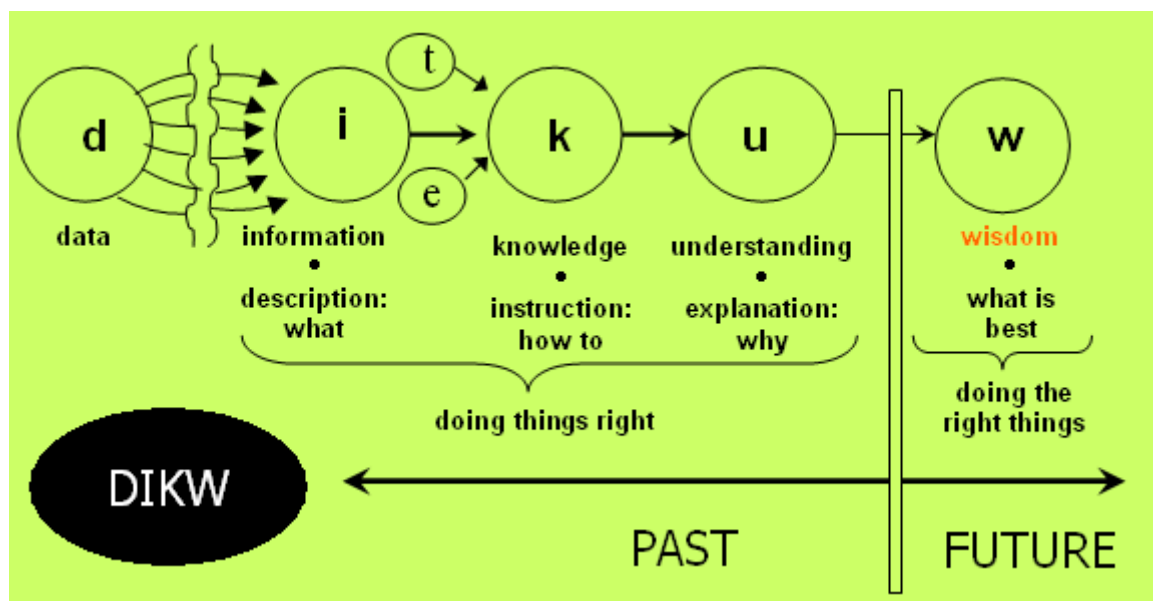 t
d
i
k
u
w
e
data
information
knowledge
understanding
wisdom
description:
what
instruction:
how to
explanation:
why
what is
best
doing things right
doing the
right things
DIKW
PAST
FUTURE